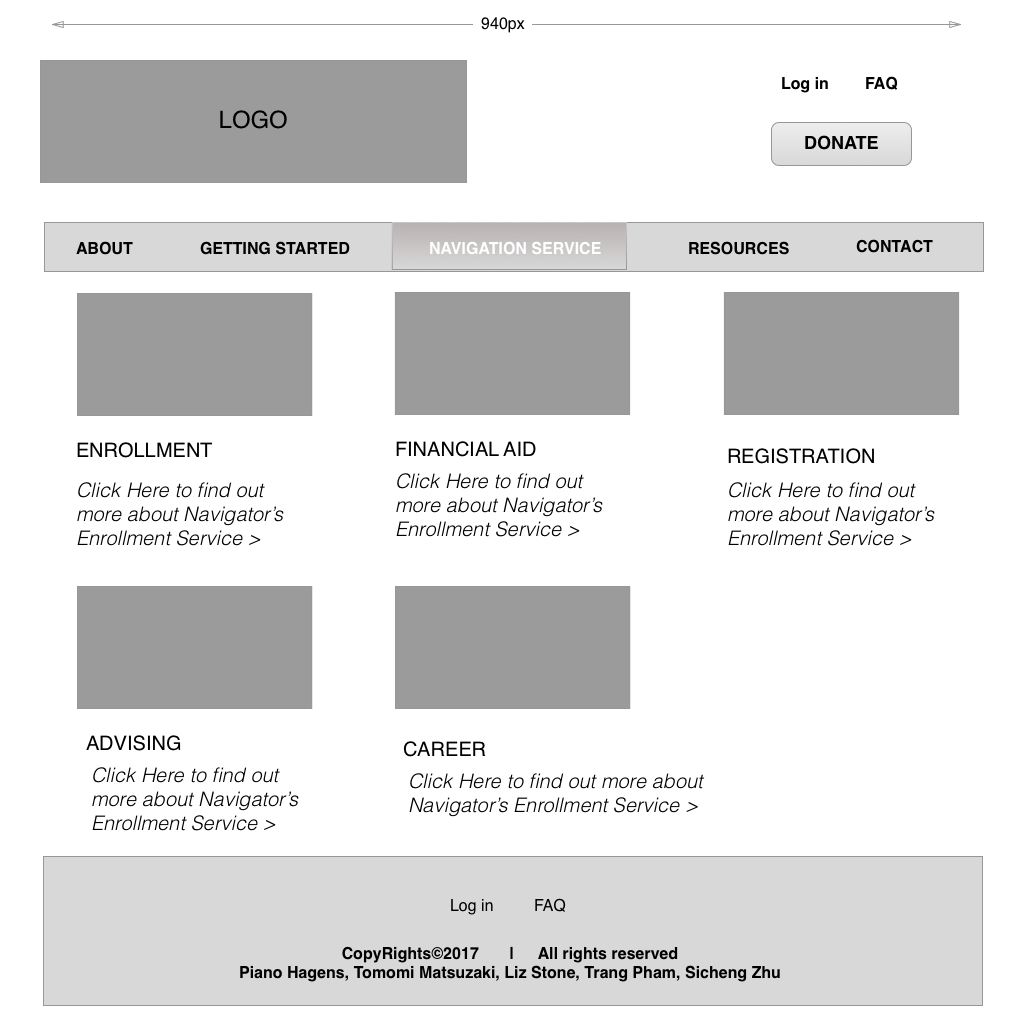 940px
LOGO
Log in FAQ
DONATE
ABOUT GETTING STARTED NAVIGATION SERVICE RESOURCES CONTACT
ENROLLMENT
Click Here to find out
more about Navigator’s
Enrollment Service >
FINANCIAL AID
Click Here to find out
more about Navigator’s
Enrollment Service >
REGISTRATION
Click Here to find out
more about Navigator’s
Enrollment Service >
ADVISING
Click Here to find out
more about Navigator’s
Enrollment Service >
CAREER
Click Here to find out more about
Navigator’s Enrollment Service >
Log in FAQ
CopyRights©2017 l All rights reserved
Piano Hagens, Tomomi Matsuzaki, Liz Stone, Trang Pham, Sicheng Zhu